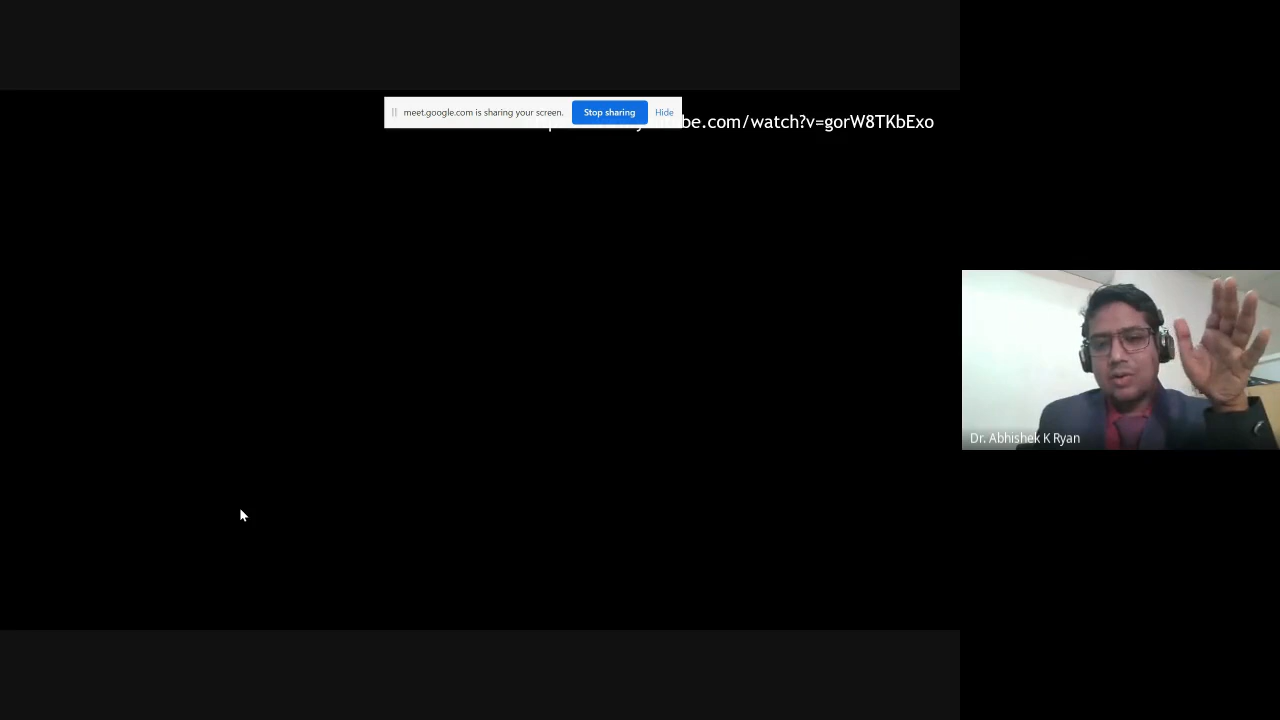 meet.google.com is sharing your screen. Stop sharing Hide
be.com/watch?v=gorW8TKbExo
Dr. Abhishek K Ryan